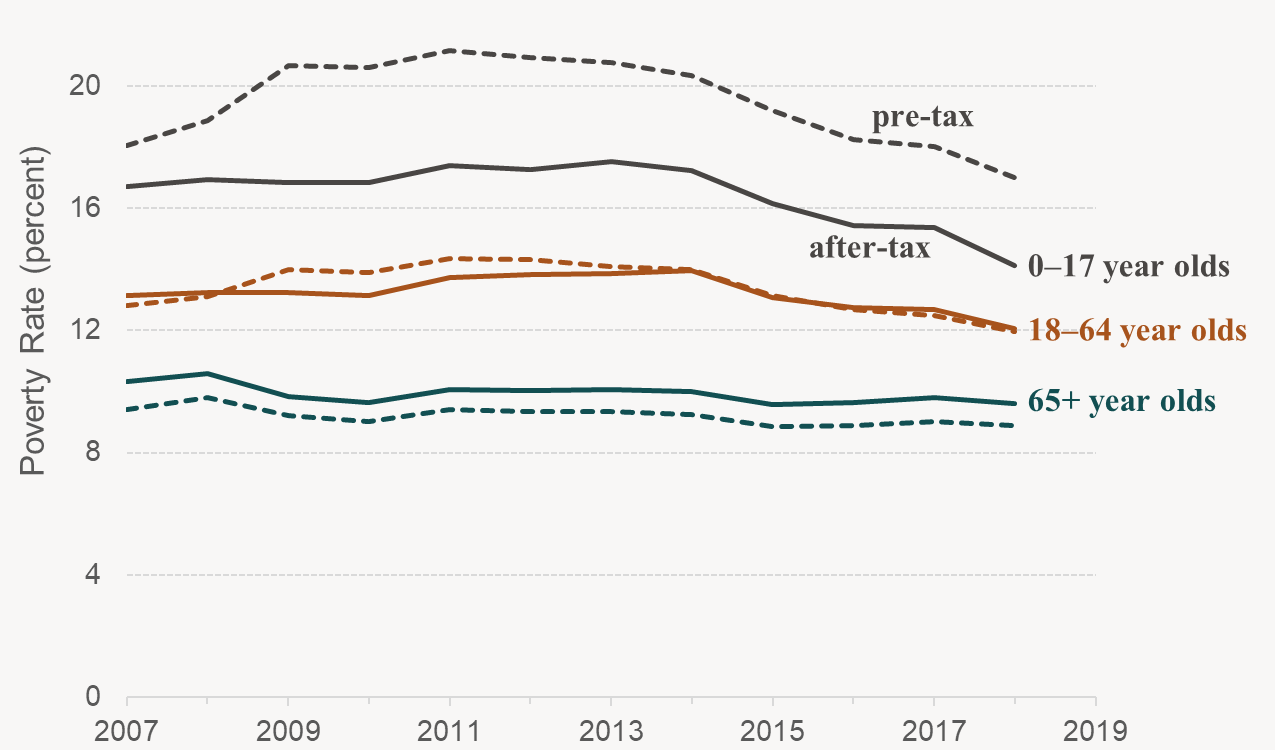 20
pre-tax
Poverty Rate (percent)
16
after-tax
0–17 year olds
12
18–64 year olds
65+ year olds
8
4
0
2007 2009 2011 2013 2015 2017 2019